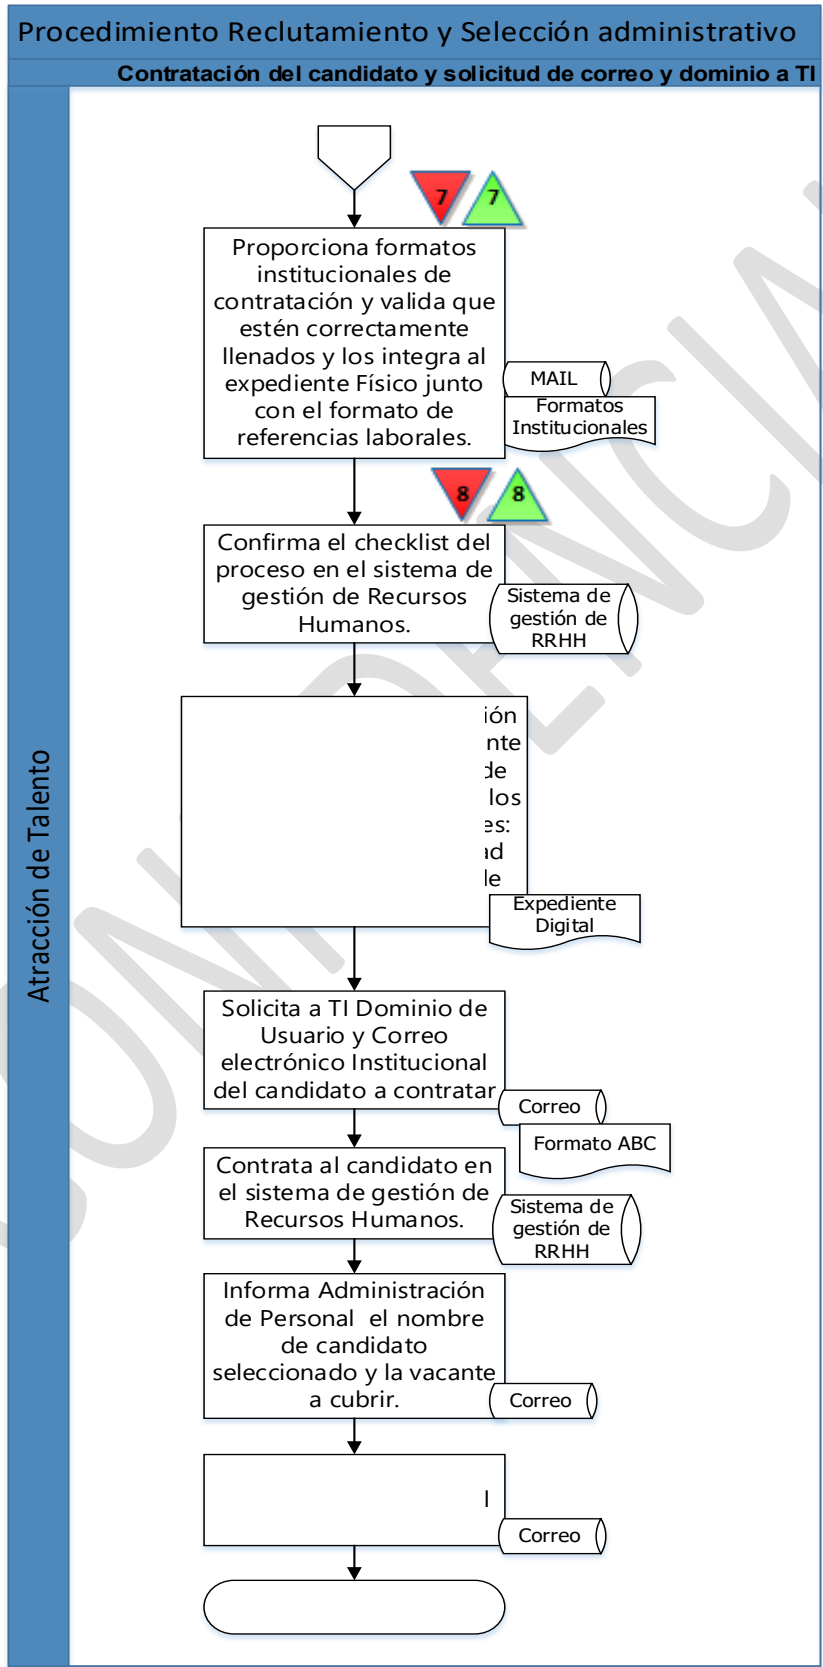 Procedimiento Reclutamiento y Selección administrativo
Contratación del candidato y solicitud de correo y dominio a TI
Atracción de Talento
7
7
Proporciona formatos
institucionales de
contratación y valida que
estén correctamente
llenados y los integra al
expediente Físico junto
con el formato de
referencias laborales.
MAIL
Formatos
Institucionales
8
8
Confirma el checklist del
proceso en el sistema de
gestión de Recursos
Humanos.
Sistema de
gestión de
RRHH
ión
nte
de
los
es:
ad
de
Expediente
Digital
Solicita a TI Dominio de
Usuario y Correo
electrónico Institucional
del candidato a contratar
Correo
Formato ABC
Contrata al candidato en
el sistema de gestión de
Recursos Humanos.
Sistema de
gestión de
RRHH
Informa Administración
de Personal  el nombre
de candidato
seleccionado y la vacante
a cubrir.
Correo
l
Correo